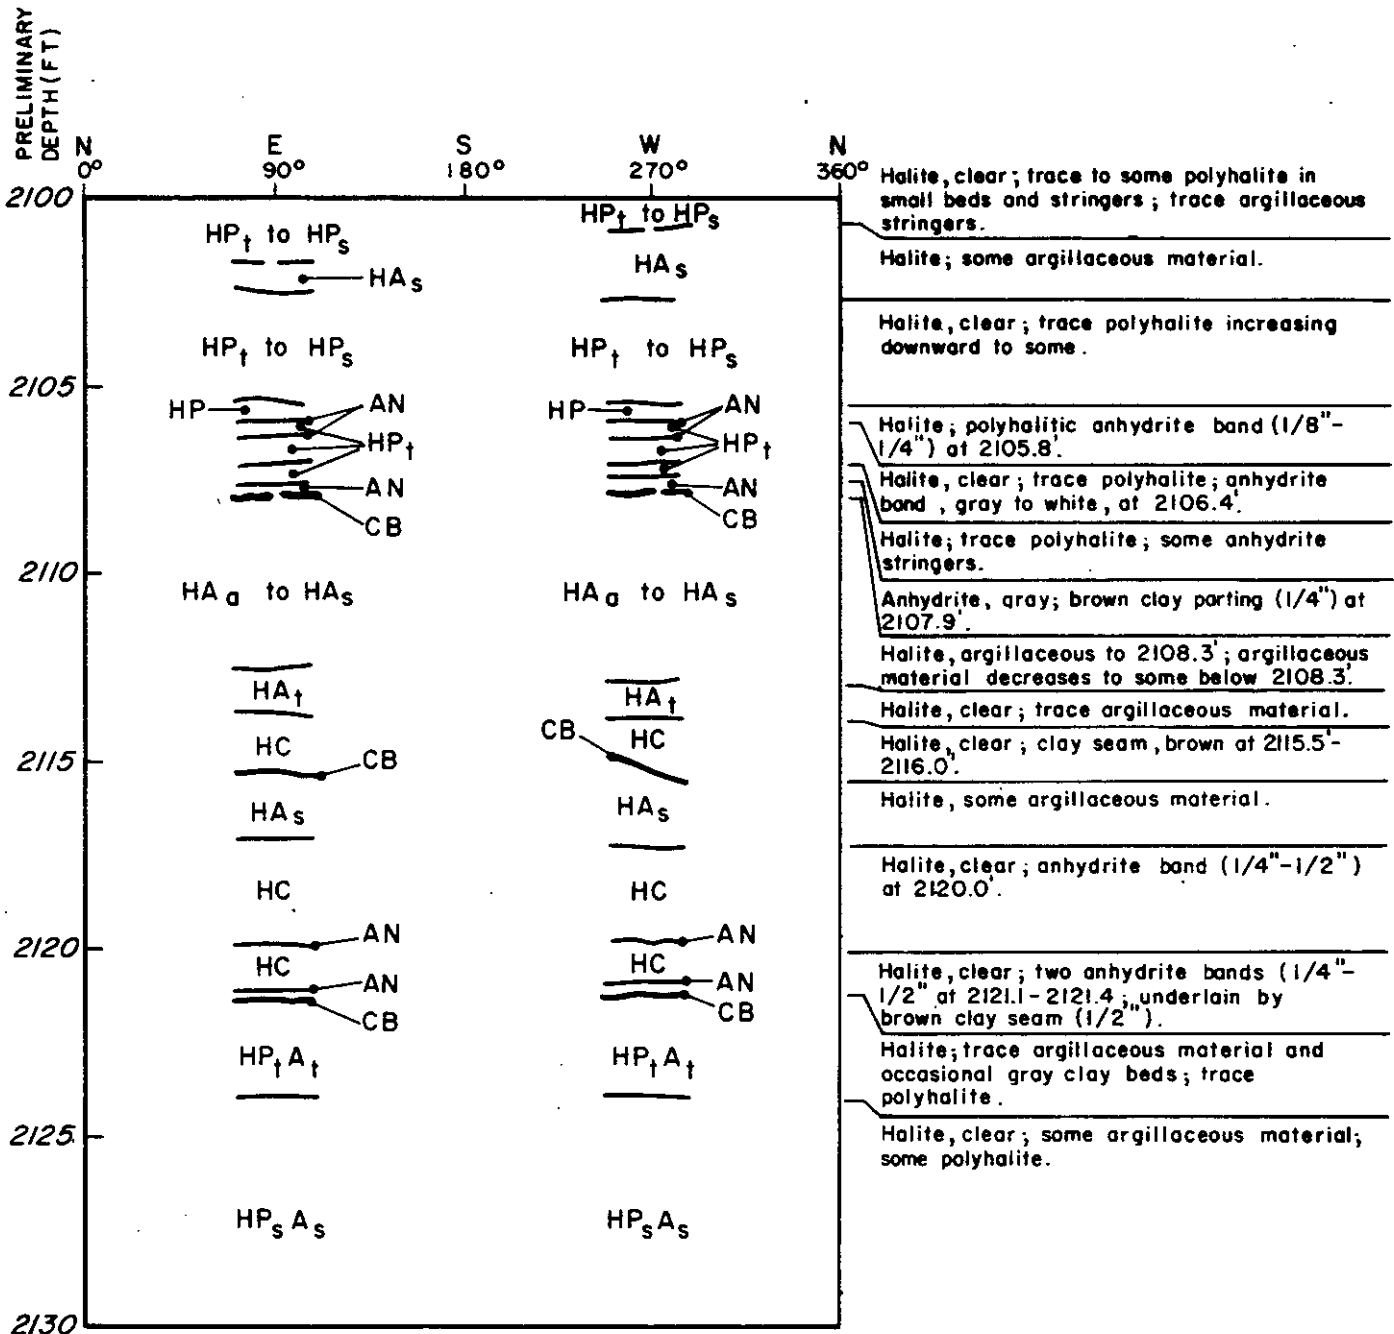 PRELIMINARY
DEPTH (FT)
N E S W N
0° 90° 180° 270° 360°
2100
HPt to HPs
HPt to HPs
HAs
HAs
HPt to HPs
HPt to HPs
2105
HP
AN
HPt
AN
CB
HP
AN
HPt
AN
CB
2110
HAa to HAs
HAa to HAs
HAt
HAt
HC
CB
CB
HC
2115
HAs
HAs
HC
HC
2120
AN
AN
HC
HC
AN
AN
CB
CB
HPtAt
HPtAt
2125
HPsAs
HPsAs
2130
Halite, clear; trace to some polyhalite in
small beds and stringers; trace argillaceous
stringers.
Halite; some argillaceous material.
Halite, clear; trace polyhalite increasing
downward to some.
Halite; polyhalitic anhydrite band (1/8"-
1/4") at 2105.8'.
Halite, clear; trace polyhalite; anhydrite
band, gray to white, at 2106.4'.
Halite; trace polyhalite; some anhydrite
stringers.
Anhydrite, gray; brown clay parting (1/4") at
2107.9'.
Halite, argillaceous to 2108.3'; argillaceous
material decreases to some below 2108.3'.
Halite, clear; trace argillaceous material.
Halite, clear; clay seam, brown at 2115.5'-
2116.0'.
Halite, some argillaceous material.
Halite, clear; anhydrite band (1/4"-1/2")
at 2120.0'.
Halite, clear; two anhydrite bands (1/4"-
1/2" at 2121.1-2121.4; underlain by
brown clay seam (1/2").
Halite; trace argillaceous material and
occasional gray clay beds; trace
polyhalite.
Halite, clear; some argillaceous material;
some polyhalite.